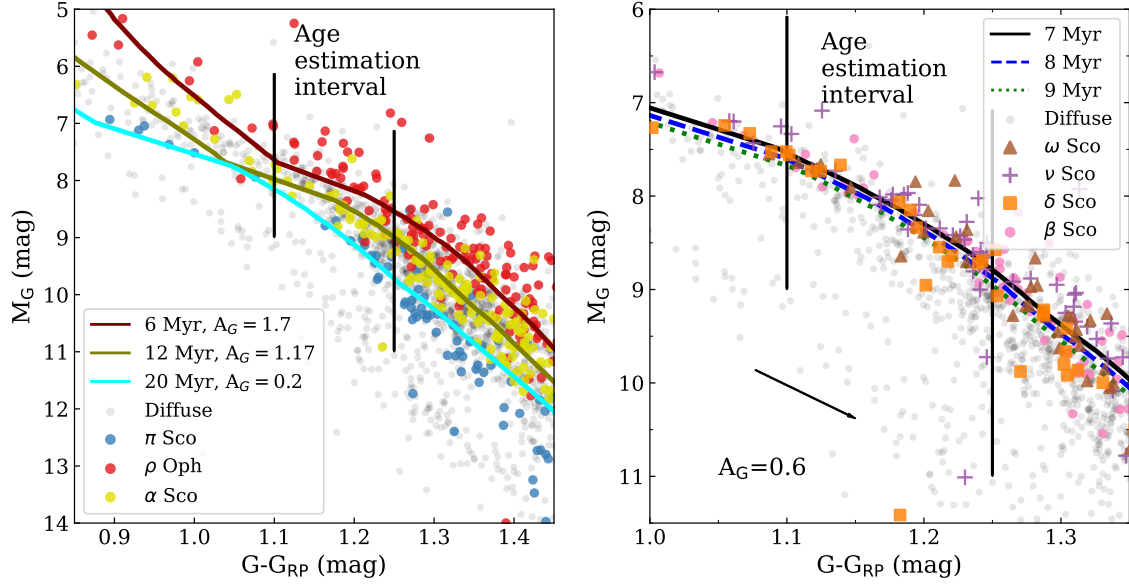 5
6
7
8
9
10
11
12
13
14
M_G (mag)
0.9 1.0 1.1 1.2 1.3 1.4
G-G_RP (mag)
Age
estimation
interval
6 Myr, A_G = 1.7
12 Myr, A_G = 1.17
20 Myr, A_G = 0.2
Diffuse
π Sco
ρ Oph
α Sco
6
7
8
9
10
11
M_G (mag)
1.0 1.1 1.2 1.3
G-G_RP (mag)
Age
estimation
interval
7 Myr
8 Myr
9 Myr
Diffuse
ω Sco
ν Sco
δ Sco
β Sco
A_G=0.6